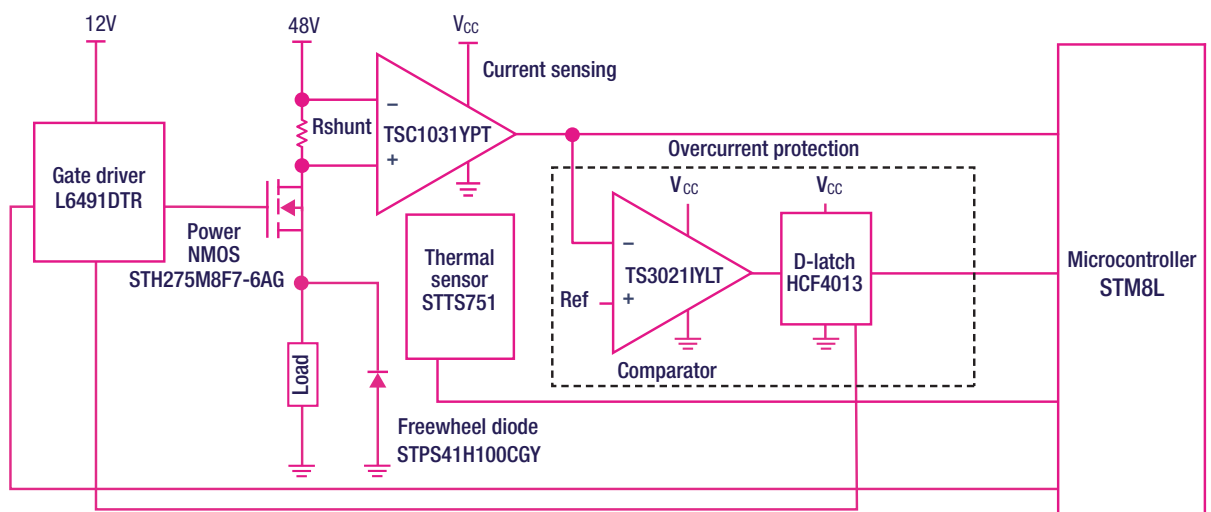 12V
48V
VCC
Current sensing
−
TSC1031YPT
+
Rshunt
Gate driver
L6491DTR
Power
NMOS
STH275M8F7-6AG
Thermal
sensor
STTS751
Overcurrent protection
VCC
VCC
−
TS3021IYLT
Ref
+
D-latch
HCF4013
Comparator
Microcontroller
STM8L
Load
Freewheel diode
STPS41H100CGY